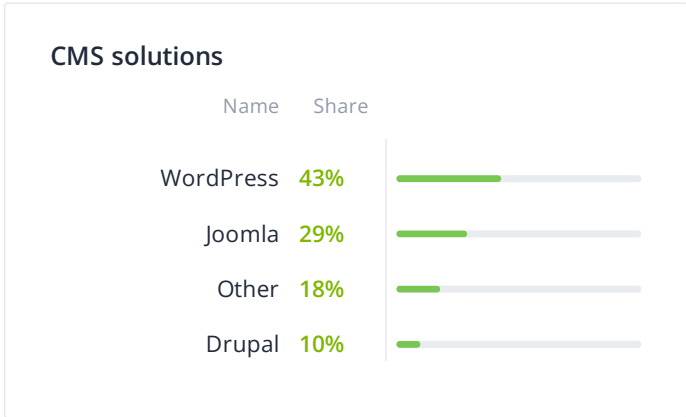 CMS solutions
Name Share
WordPress 43%
Joomla 29%
Other 18%
Drupal 10%